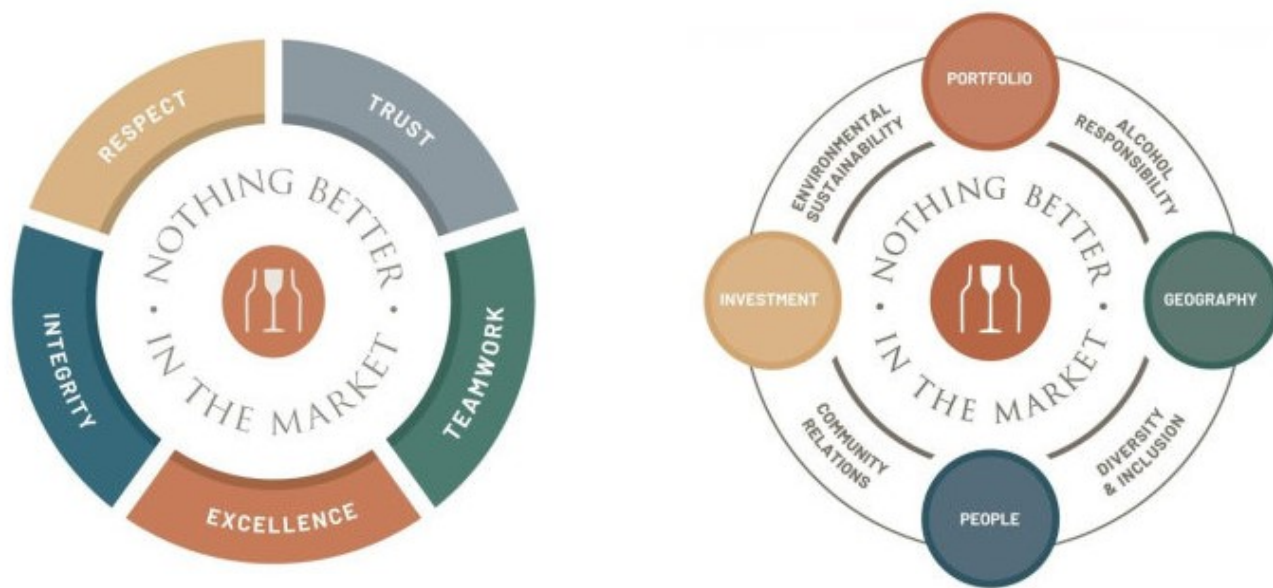 RESPECT
TRUST
TEAMWORK
EXCELLENCE
INTEGRITY
· NOTHING BETTER ·
IN THE MARKET
PORTFOLIO
ALCOHOL
RESPONSIBILITY
GEOGRAPHY
DIVERSITY
& INCLUSION
PEOPLE
COMMUNITY
RELATIONS
INVESTMENT
ENVIRONMENTAL
SUSTAINABILITY
· NOTHING BETTER ·
IN THE MARKET